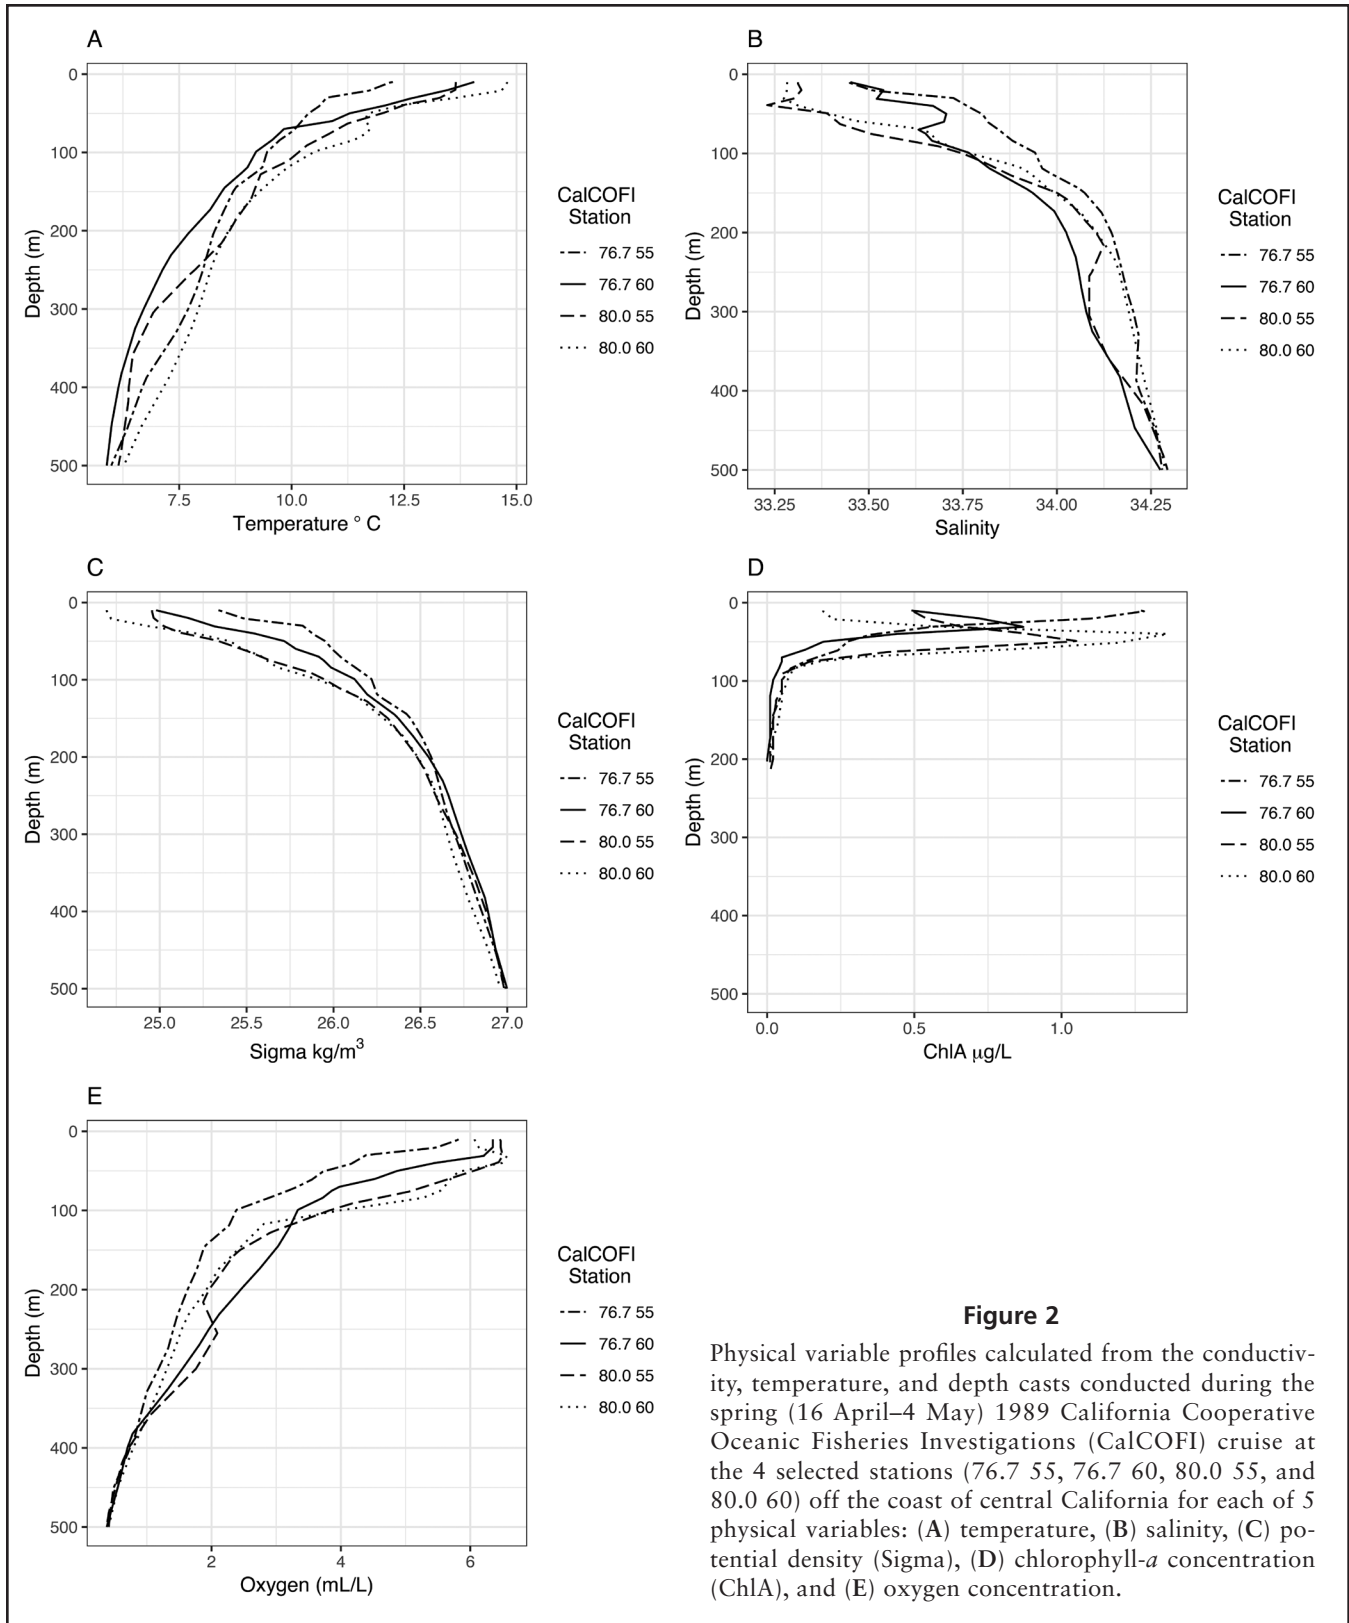 A
0
100
200
300
400
500
Depth (m)
7.5 10.0 12.5 15.0
Temperature ° C
CalCOFI
Station
76.7 55
76.7 60
80.0 55
80.0 60
B
0
100
200
300
400
500
Depth (m)
33.25 33.50 33.75 34.00 34.25
Salinity
CalCOFI
Station
76.7 55
76.7 60
80.0 55
80.0 60
C
0
100
200
300
400
500
Depth (m)
25.0 25.5 26.0 26.5 27.0
Sigma kg/m³
CalCOFI
Station
76.7 55
76.7 60
80.0 55
80.0 60
D
0
100
200
300
400
500
Depth (m)
0.0 0.5 1.0
ChlA μg/L
CalCOFI
Station
76.7 55
76.7 60
80.0 55
80.0 60
E
0
100
200
300
400
500
Depth (m)
2 4 6
Oxygen (mL/L)
CalCOFI
Station
76.7 55
76.7 60
80.0 55
80.0 60
Figure 2
Physical variable profiles calculated from the conductiv-
ity, temperature, and depth casts conducted during the
spring (16 April–4 May) 1989 California Cooperative
Oceanic Fisheries Investigations (CalCOFI) cruise at
the 4 selected stations (76.7 55, 76.7 60, 80.0 55, and
80.0 60) off the coast of central California for each of 5
physical variables: (A) temperature, (B) salinity, (C) po-
tential density (Sigma), (D) chlorophyll-a concentration
(ChlA), and (E) oxygen concentration.